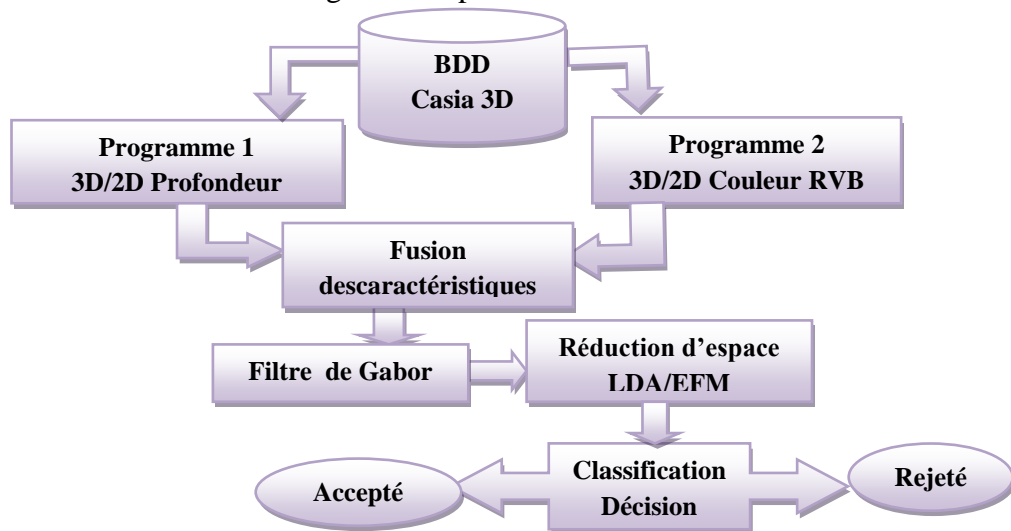 BDD
Casia 3D
Programme 1
3D/2D Profondeur
Programme 2
3D/2D Couleur RVB
Fusion
descaractéristiques
Filtre de Gabor
Réduction d’espace
LDA/EFM
Classification
Décision
Accepté
Rejeté